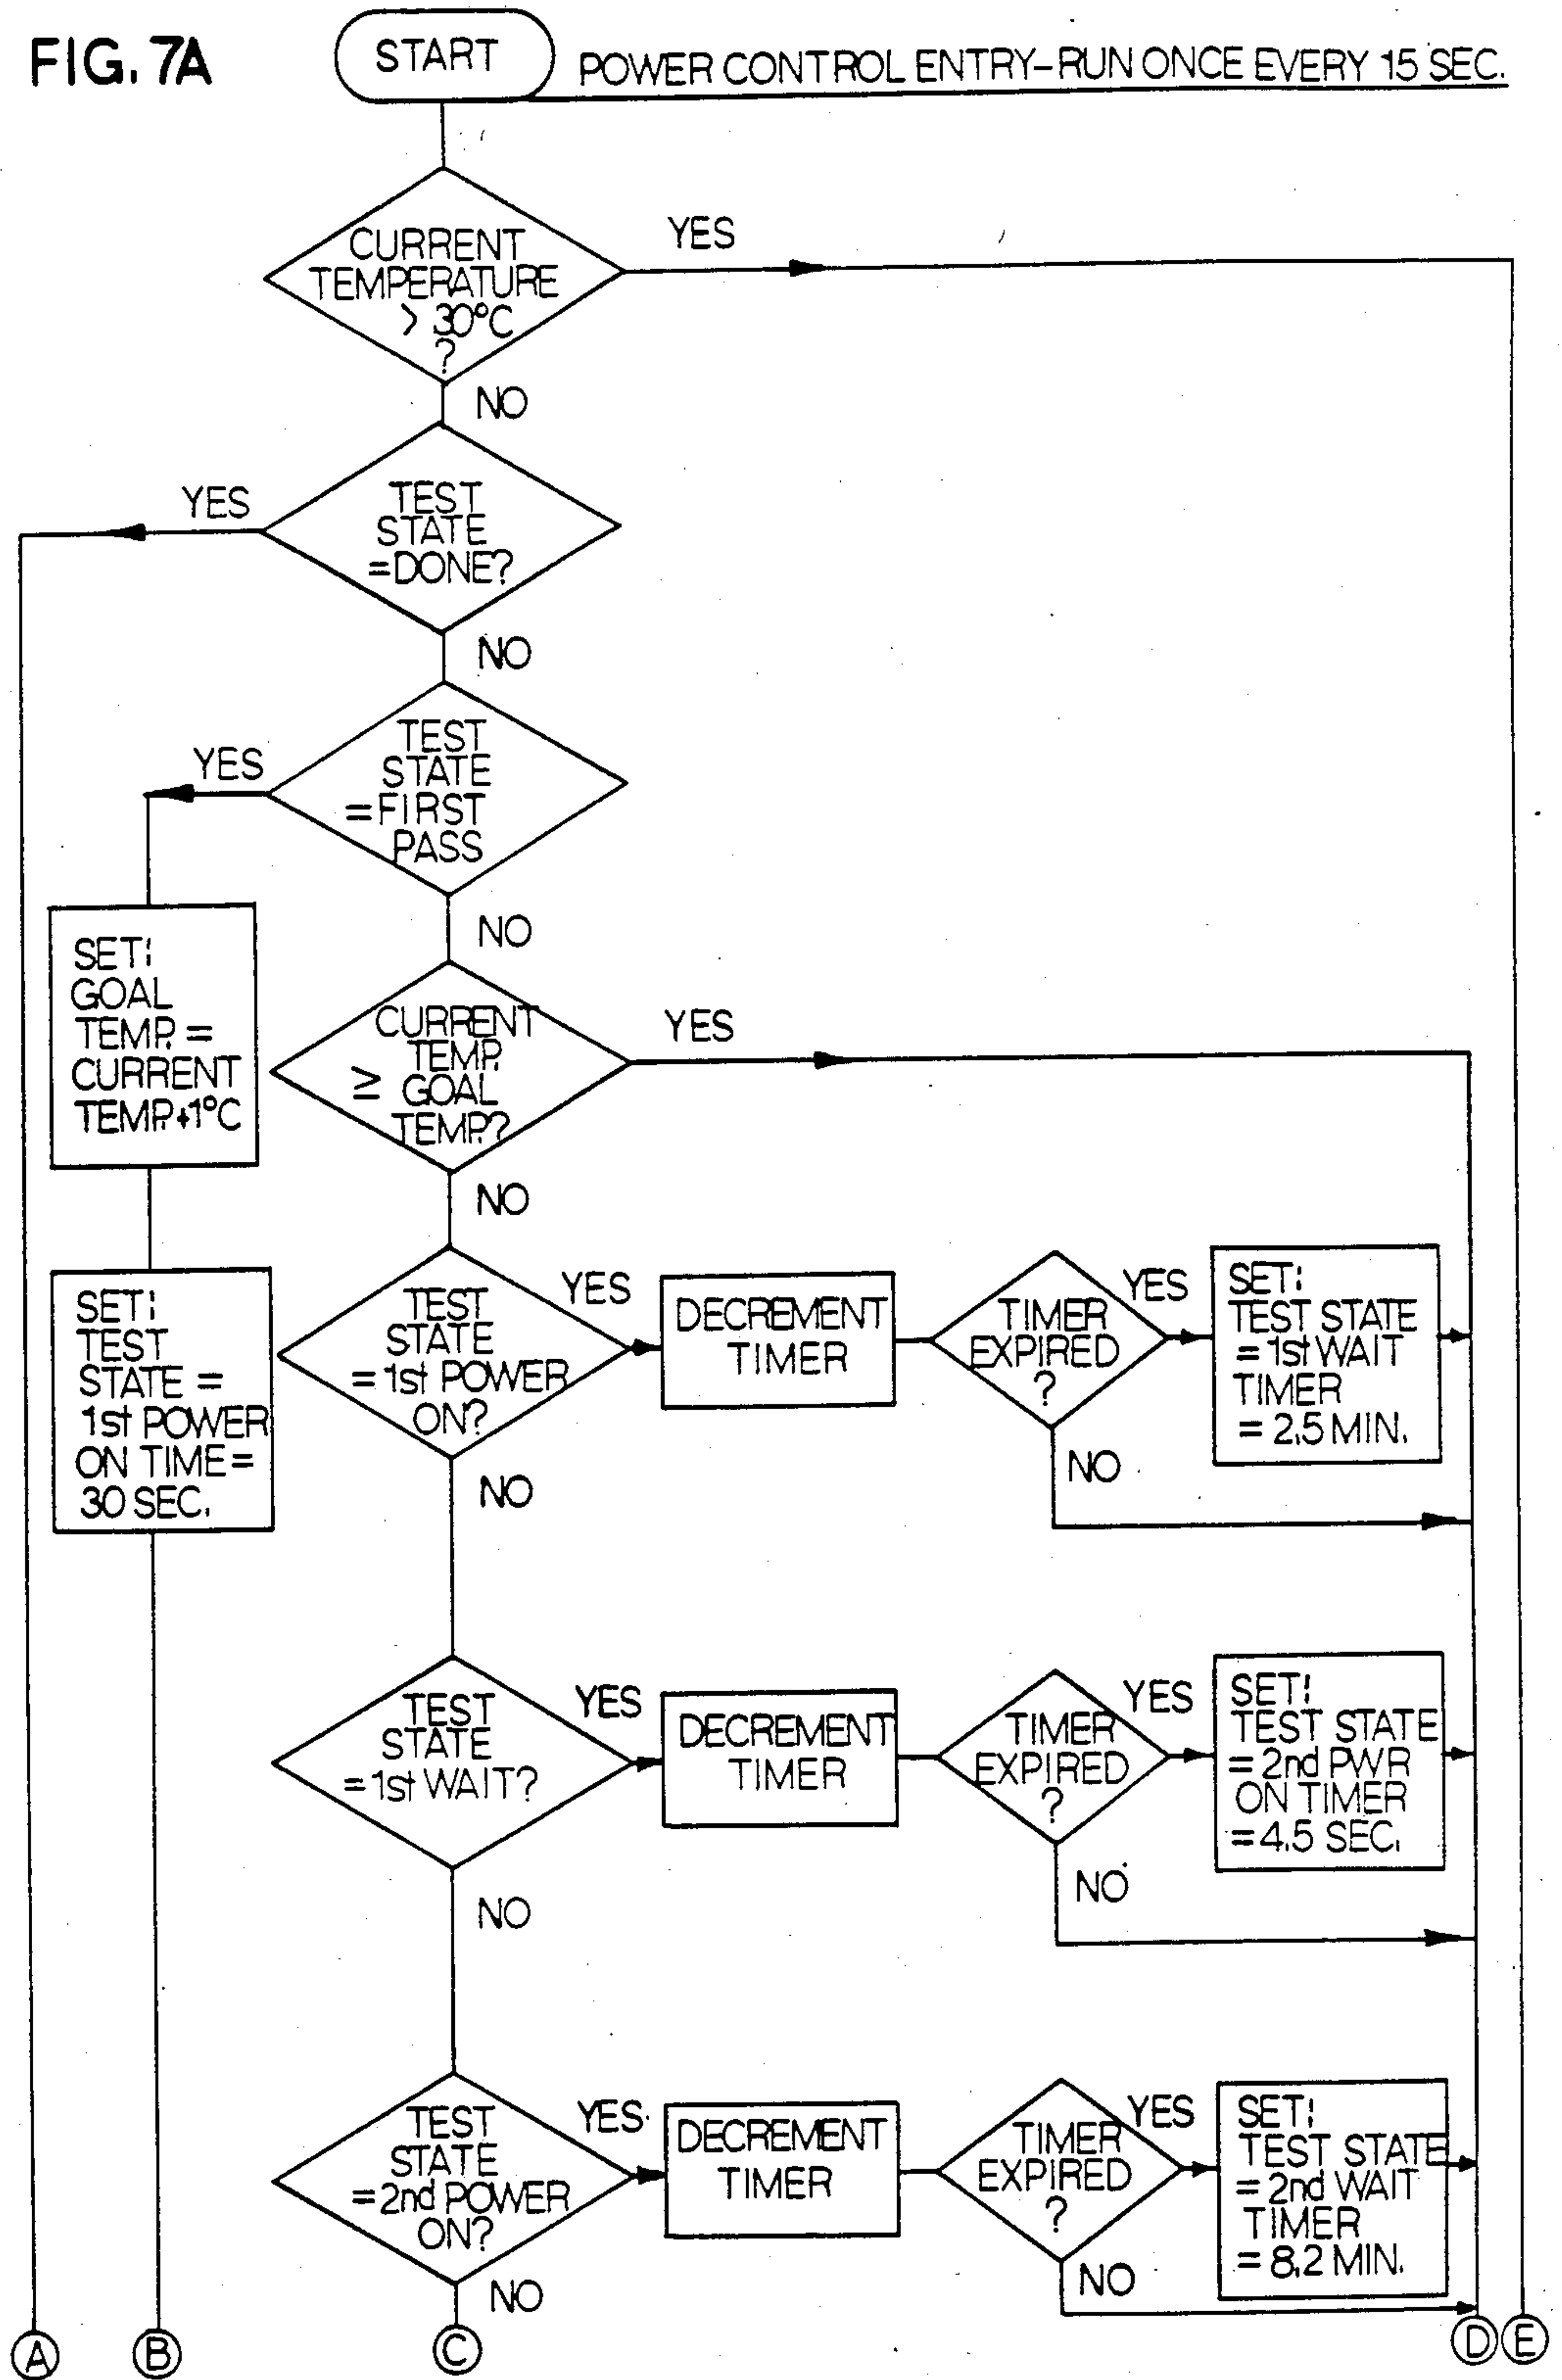 FIG. 7A
START
POWER CONTROL ENTRY-RUN ONCE EVERY 15 SEC.
CURRENT
TEMPERATURE
> 30°C
?
YES
NO
TEST
STATE
=DONE?
YES
NO
TEST
STATE
=FIRST
PASS
YES
NO
SET:
GOAL
TEMP. =
CURRENT
TEMP.+1°C
CURRENT
TEMP.
≥ GOAL
TEMP.?
YES
NO
SET:
TEST
STATE =
1st POWER
ON TIME=
30 SEC.
TEST
STATE
=1st POWER
ON?
YES
DECREMENT
TIMER
TIMER
EXPIRED
?
YES
SET:
TEST STATE
=1st WAIT
TIMER
= 2.5 MIN.
NO
NO
TEST
STATE
=1st WAIT?
YES
DECREMENT
TIMER
TIMER
EXPIRED
?
YES
SET:
TEST STATE
=2nd PWR
ON TIMER
=4.5 SEC.
NO
NO
TEST
STATE
=2nd POWER
ON?
YES
DECREMENT
TIMER
TIMER
EXPIRED
?
YES
SET:
TEST STATE
=2nd WAIT
TIMER
= 8.2 MIN.
NO
NO
A
B
C
D
E